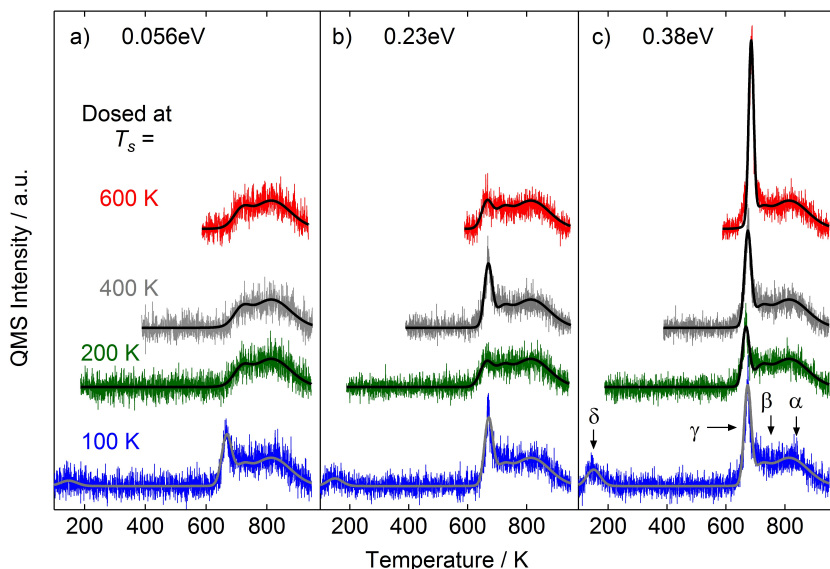 a) 0.056eV
b) 0.23eV
c) 0.38eV
Dosed at
Ts =
600 K
400 K
200 K
100 K
δ
γ
β
α
QMS Intensity / a.u.
200 400 600 800
200 400 600 800
200 400 600 800
Temperature / K